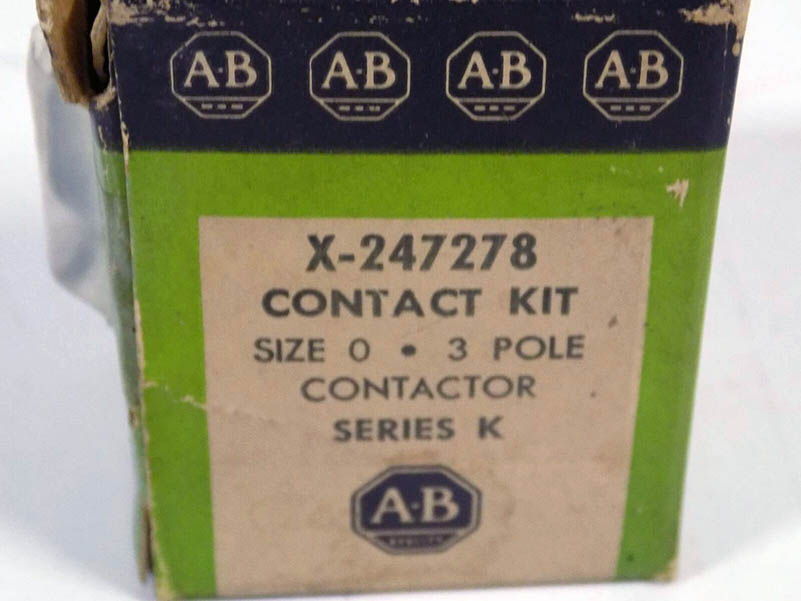 A-B A-B A-B A-B
X-247278
CONTACT KIT
SIZE 0 • 3 POLE
CONTACTOR
SERIES K
A-B